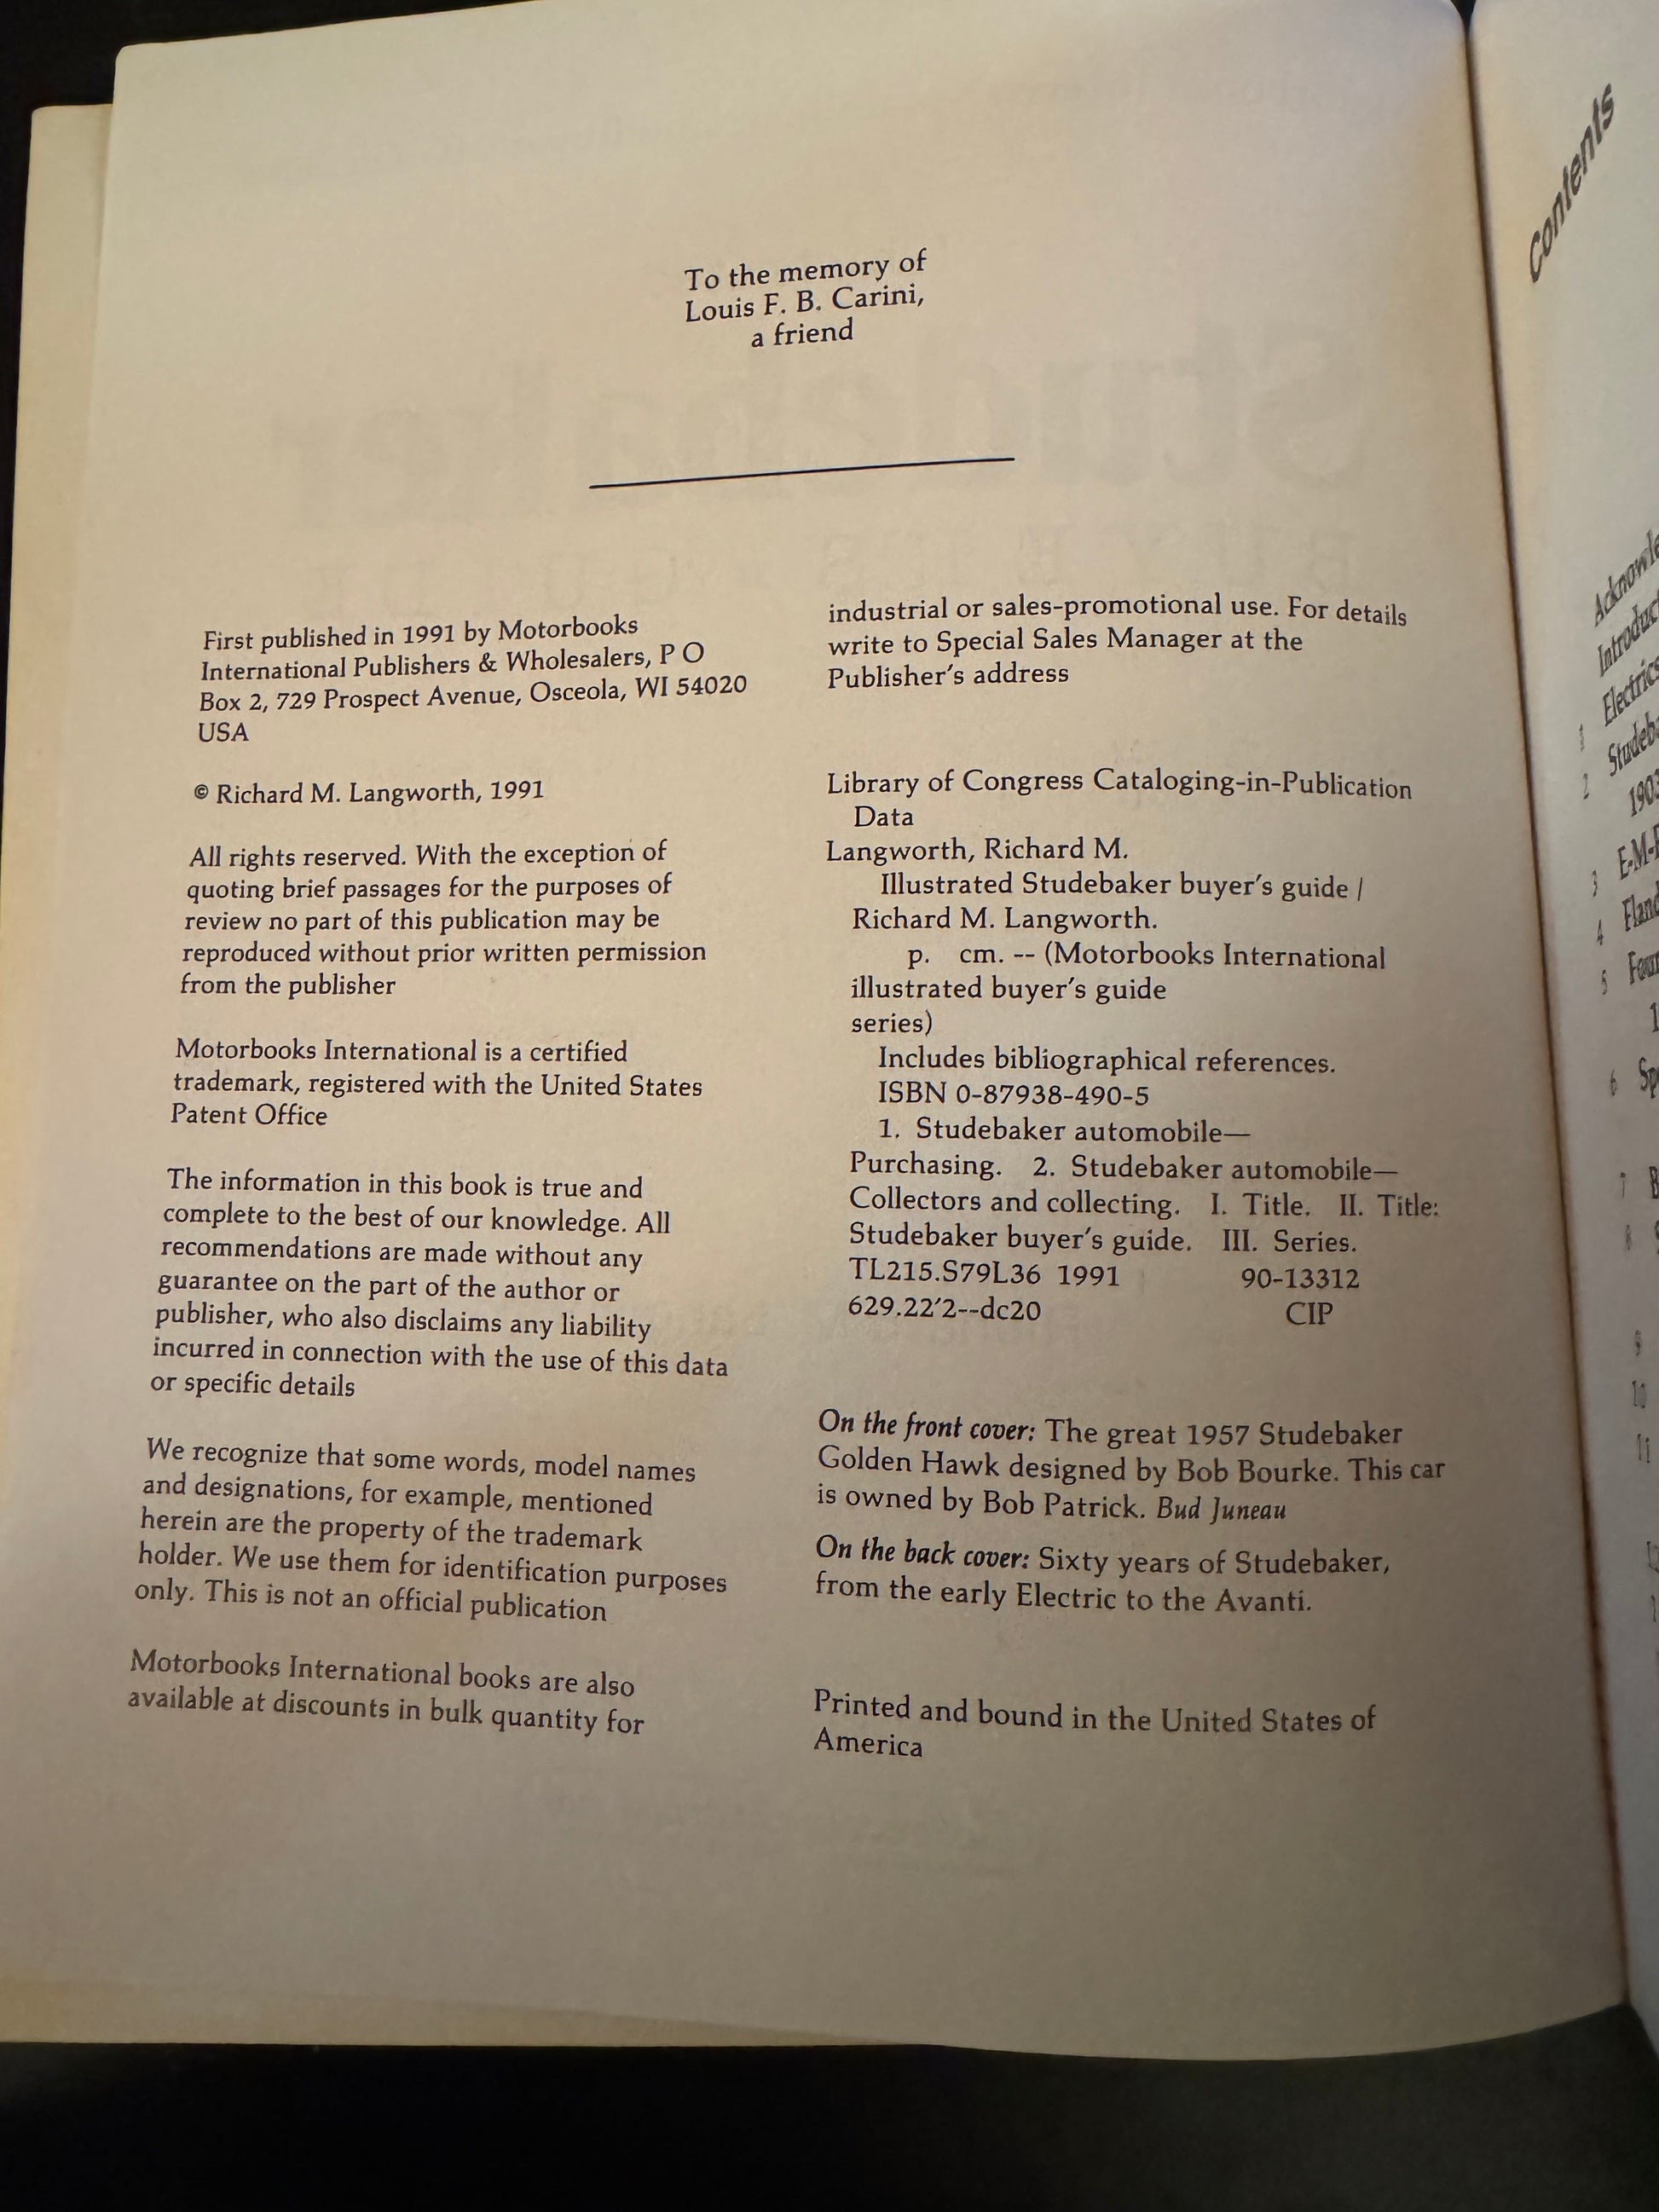 To the memory of
Louis F. B. Carini,
a friend
First published in 1991 by Motorbooks
International Publishers & Wholesalers, P O
Box 2, 729 Prospect Avenue, Osceola, WI 54020
USA
© Richard M. Langworth, 1991
All rights reserved. With the exception of
quoting brief passages for the purposes of
review no part of this publication may be
reproduced without prior written permission
from the publisher
Motorbooks International is a certified
trademark, registered with the United States
Patent Office
The information in this book is true and
complete to the best of our knowledge. All
recommendations are made without any
guarantee on the part of the author or
publisher, who also disclaims any liability
incurred in connection with the use of this data
or specific details
We recognize that some words, model names
and designations, for example, mentioned
herein are the property of the trademark
holder. We use them for identification purposes
only. This is not an official publication
Motorbooks International books are also
available at discounts in bulk quantity for
industrial or sales-promotional use. For details
write to Special Sales Manager at the
Publisher's address
Library of Congress Cataloging-in-Publication
Data
Langworth, Richard M.
Illustrated Studebaker buyer's guide /
Richard M. Langworth.
p. cm. -- (Motorbooks International
illustrated buyer's guide
series)
Includes bibliographical references.
ISBN 0-87938-490-5
1. Studebaker automobile—
Purchasing. 2. Studebaker automobile—
Collectors and collecting. I. Title. II. Title:
Studebaker buyer's guide. III. Series.
TL215.S79L36 1991 90-13312
629.22'2--dc20 CIP
On the front cover: The great 1957 Studebaker
Golden Hawk designed by Bob Bourke. This car
is owned by Bob Patrick. Bud Juneau
On the back cover: Sixty years of Studebaker,
from the early Electric to the Avanti.
Printed and bound in the United States of
America
Contents
1
2
3
4
5
6
7
8
9
10
11